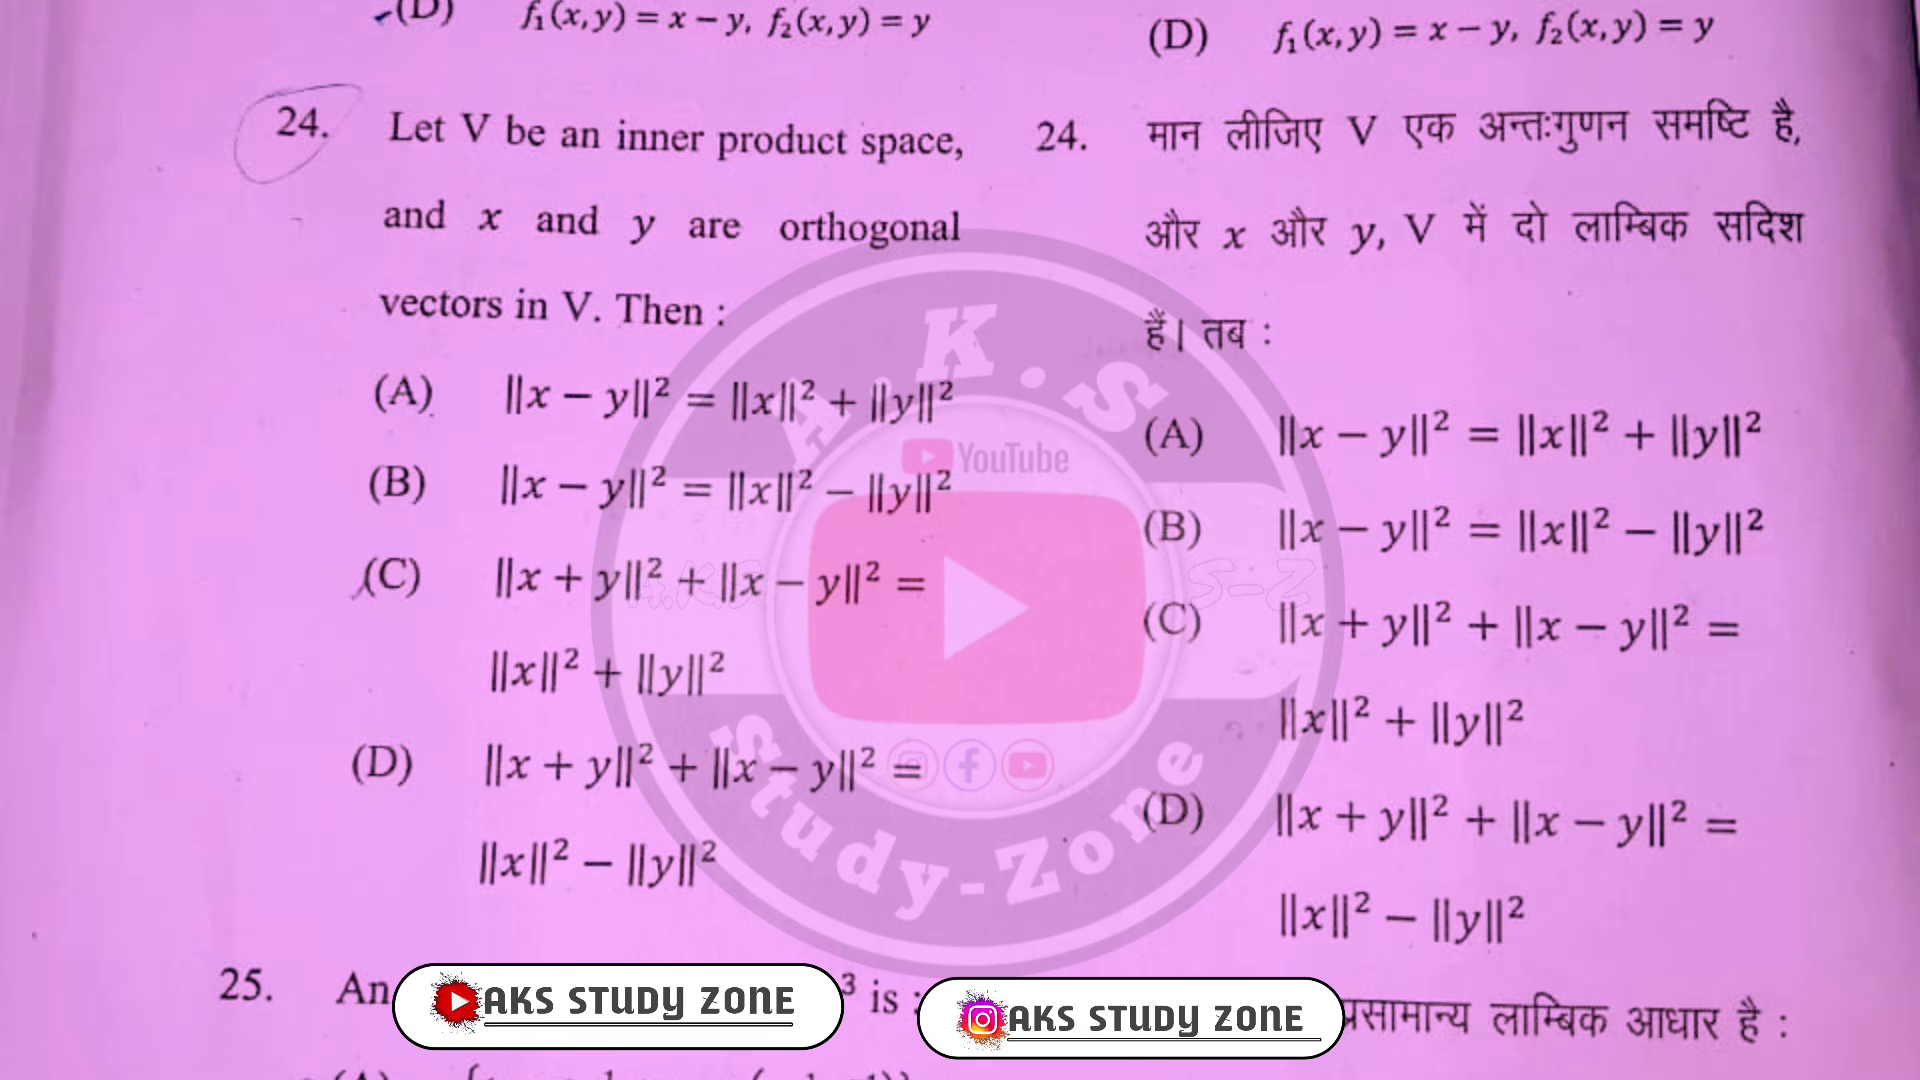 (D) f₁(x,y) = x − y, f₂(x,y) = y
24. Let V be an inner product space,
and x and y are orthogonal
vectors in V. Then :
(A) ||x − y||² = ||x||² + ||y||²
(B) ||x − y||² = ||x||² − ||y||²
(C) ||x + y||² + ||x − y||² =
||x||² + ||y||²
(D) ||x + y||² + ||x − y||² =
||x||² − ||y||²
25. An
³ is :
(D) f₁(x,y) = x − y, f₂(x,y) = y
24. मान लीजिए V एक अन्तःगुणन समष्टि है,
और x और y, V में दो लाम्बिक सदिश
हैं। तब :
(A) ||x − y||² = ||x||² + ||y||²
(B) ||x − y||² = ||x||² − ||y||²
(C) ||x + y||² + ||x − y||² =
||x||² + ||y||²
(D) ||x + y||² + ||x − y||² =
||x||² − ||y||²
प्रसामान्य लाम्बिक आधार है :
A.K.S
YouTube
Study-Zone
AKS STUDY ZONE
AKS STUDY ZONE